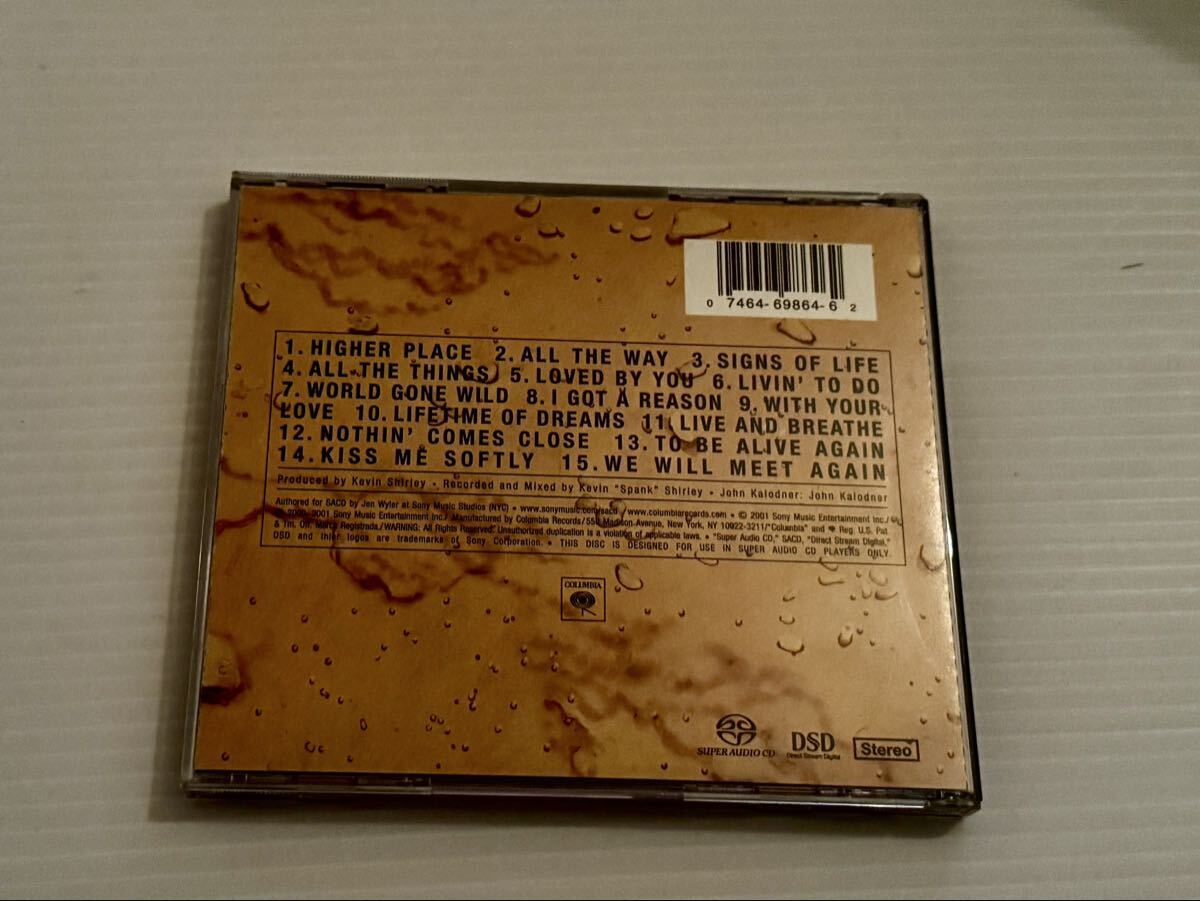 0 7464-69864-6 2
1. HIGHER PLACE 2. ALL THE WAY 3. SIGNS OF LIFE
4. ALL THE THINGS 5. LOVED BY YOU 6. LIVIN' TO DO
7. WORLD GONE WILD 8. I GOT A REASON 9. WITH YOUR
LOVE 10. LIFETIME OF DREAMS 11. LIVE AND BREATHE
12. NOTHIN' COMES CLOSE 13. TO BE ALIVE AGAIN
14. KISS ME SOFTLY 15. WE WILL MEET AGAIN
Produced by Kevin Shirley • Recorded and Mixed by Kevin "Spank" Shirley • John Kalodner: John Kalodner
Authored for SACD by Jen Wyler at Sony Music Studios (NYC) • www.sonymusic.com/sacd / www.columbiarecords.com • © 2001 Sony Music Entertainment Inc./
℗ 2000, 2001 Sony Music Entertainment Inc./ Manufactured by Columbia Records/550 Madison Avenue, New York, NY 10022-3211/"Columbia" and Reg. U.S. Pat.
& Tm. Off. Marca Registrada./WARNING: All Rights Reserved. Unauthorized duplication is a violation of applicable laws. • "Super Audio CD," SACD, "Direct Stream Digital,"
DSD and thier logos are trademarks of Sony Corporation. • THIS DISC IS DESIGNED FOR USE IN SUPER AUDIO CD PLAYERS ONLY.
COLUMBIA
SUPER AUDIO CD
DSD
Direct Stream Digital
Stereo